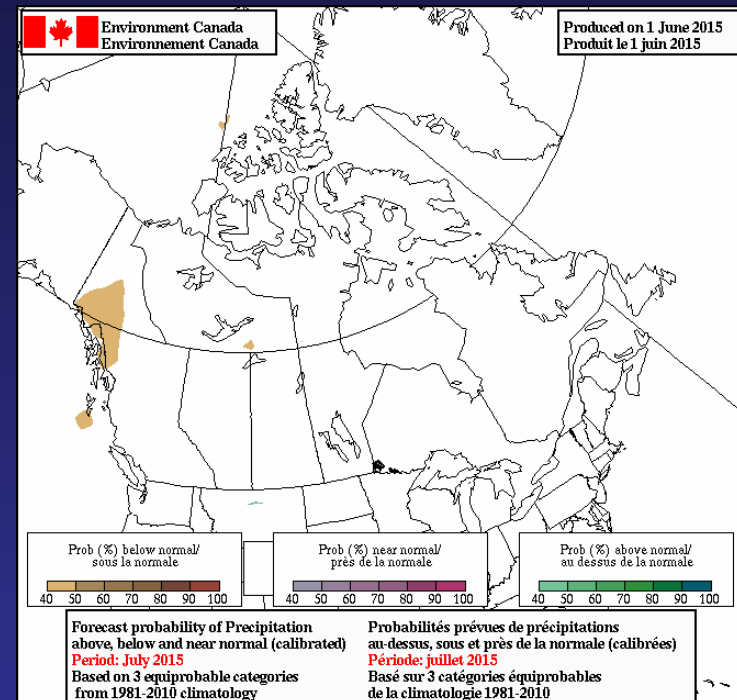 Environment Canada
Environnement Canada
Produced on 1 June 2015
Produit le 1 juin 2015
Prob (%) below normal/
sous la normale
40 50 60 70 80 90 100
Prob (%) near normal/
près de la normale
40 50 60 70 80 90 100
Prob (%) above normal/
au dessus de la normale
40 50 60 70 80 90 100
Forecast probability of Precipitation
above, below and near normal (calibrated)
Period: July 2015
Based on 3 equiprobable categories
from 1981-2010 climatology
Probabilités prévues de précipitations
au-dessus, sous et près de la normale (calibrées)
Période: juillet 2015
Basé sur 3 catégories équiprobables
de la climatologie 1981-2010